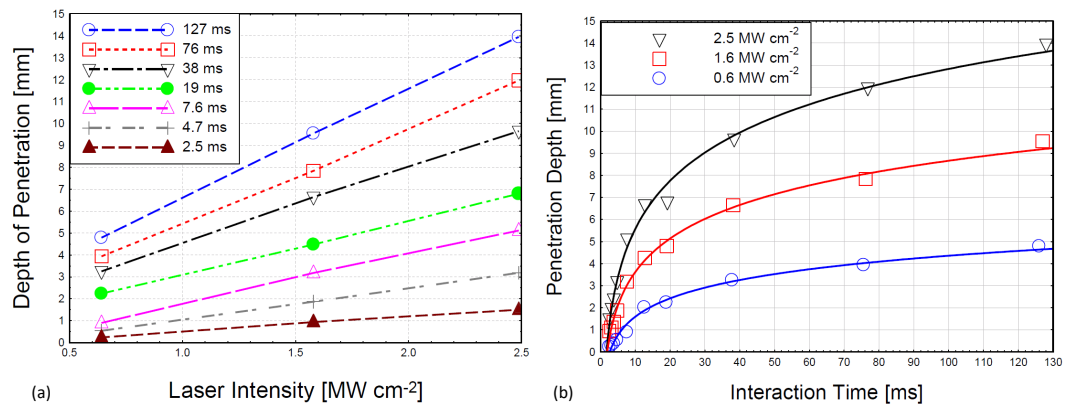 15
14
13
12
11
10
9
8
7
6
5
4
3
2
1
0
Depth of Penetration [mm]
127 ms
76 ms
38 ms
19 ms
7.6 ms
4.7 ms
2.5 ms
0.5 1.0 1.5 2.0 2.5
Laser Intensity [MW cm-2]
(a)
15
14
13
12
11
10
9
8
7
6
5
4
3
2
1
0
Penetration Depth [mm]
2.5 MW cm-2
1.6 MW cm-2
0.6 MW cm-2
0 10 20 30 40 50 60 70 80 90 100 110 120 130
Interaction Time [ms]
(b)